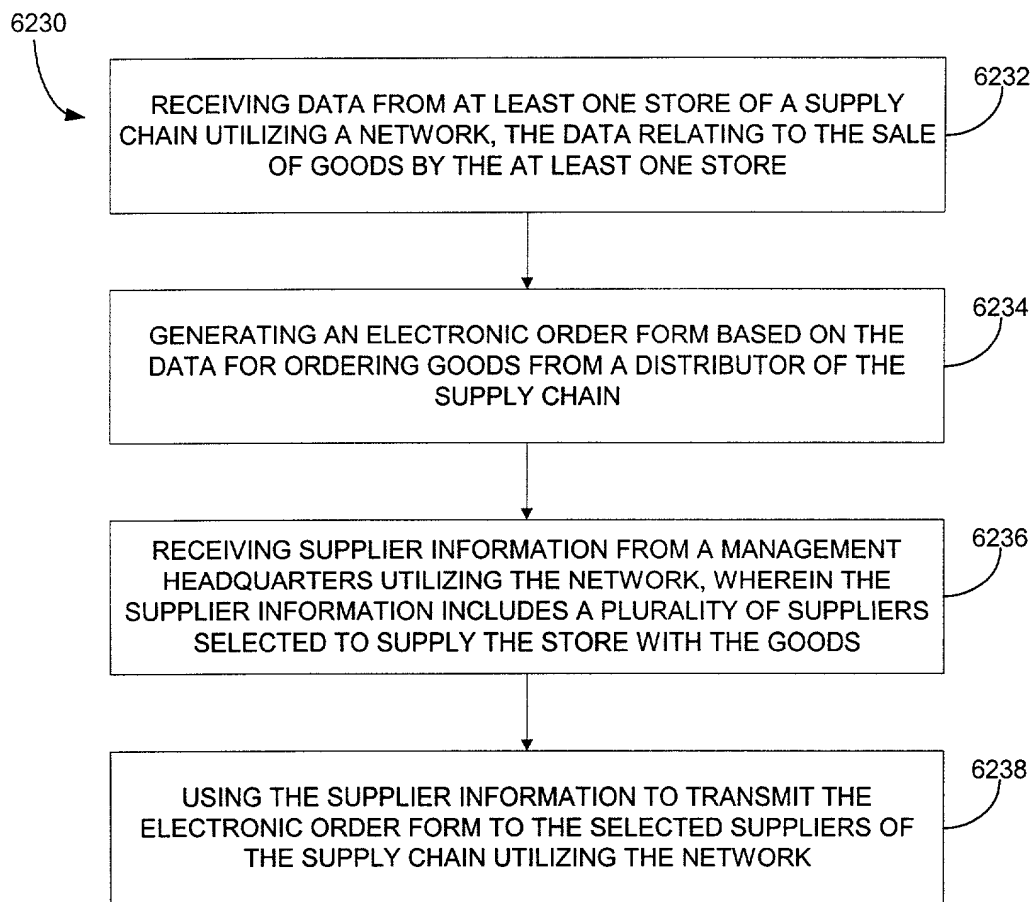 6230
6232
RECEIVING DATA FROM AT LEAST ONE STORE OF A SUPPLY
CHAIN UTILIZING A NETWORK, THE DATA RELATING TO THE SALE
OF GOODS BY THE AT LEAST ONE STORE
6234
GENERATING AN ELECTRONIC ORDER FORM BASED ON THE
DATA FOR ORDERING GOODS FROM A DISTRIBUTOR OF THE
SUPPLY CHAIN
6236
RECEIVING SUPPLIER INFORMATION FROM A MANAGEMENT
HEADQUARTERS UTILIZING THE NETWORK, WHEREIN THE
SUPPLIER INFORMATION INCLUDES A PLURALITY OF SUPPLIERS
SELECTED TO SUPPLY THE STORE WITH THE GOODS
6238
USING THE SUPPLIER INFORMATION TO TRANSMIT THE
ELECTRONIC ORDER FORM TO THE SELECTED SUPPLIERS OF
THE SUPPLY CHAIN UTILIZING THE NETWORK